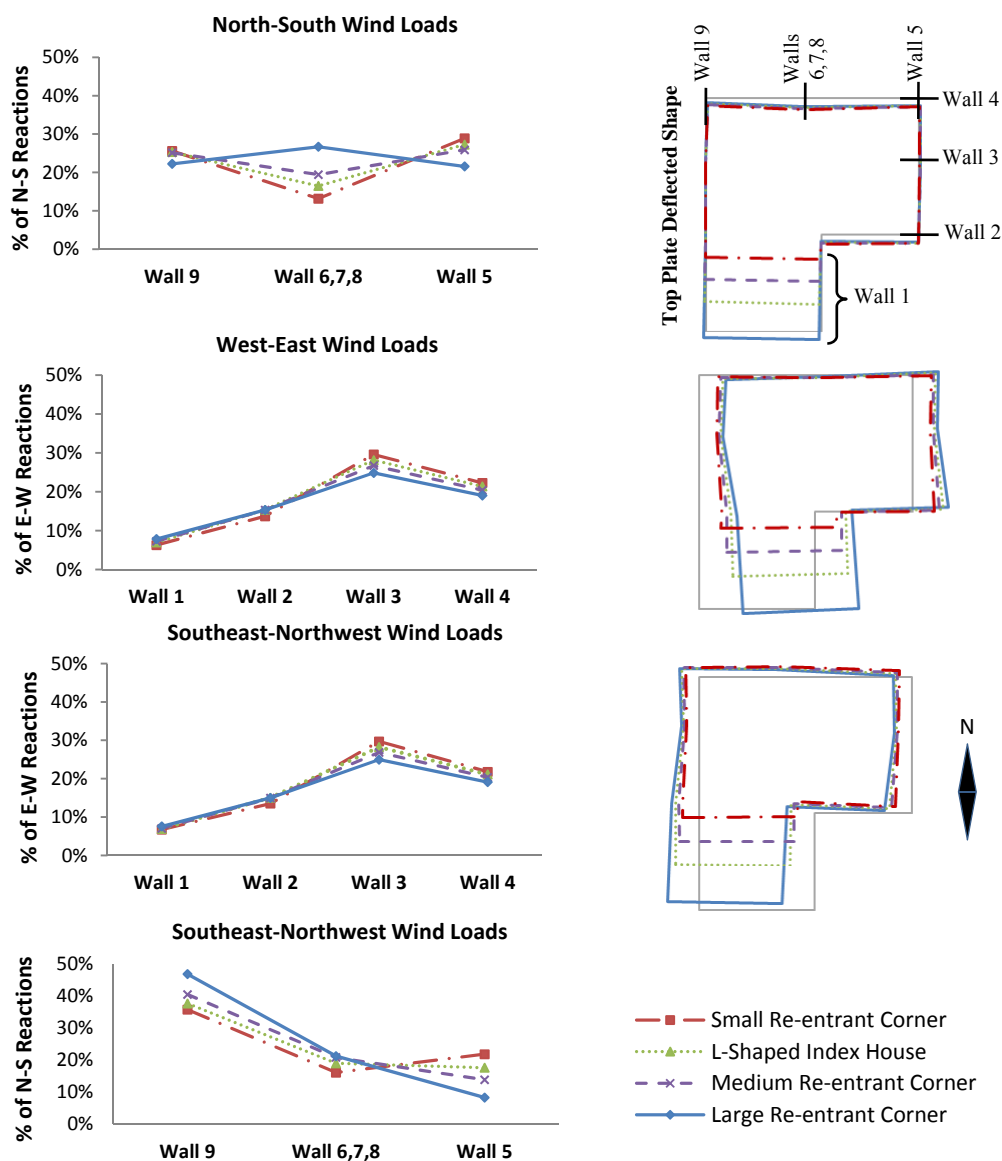 North-South Wind Loads
% of N-S Reactions
50%
40%
30%
20%
10%
0%
Wall 9 Wall 6,7,8 Wall 5
Top Plate Deflected Shape
Wall 9
Walls
6,7,8
Wall 5
Wall 4
Wall 3
Wall 2
Wall 1
West-East Wind Loads
% of E-W Reactions
50%
40%
30%
20%
10%
0%
Wall 1 Wall 2 Wall 3 Wall 4
Southeast-Northwest Wind Loads
% of E-W Reactions
50%
40%
30%
20%
10%
0%
Wall 1 Wall 2 Wall 3 Wall 4
N
Southeast-Northwest Wind Loads
% of N-S Reactions
50%
40%
30%
20%
10%
0%
Wall 9 Wall 6,7,8 Wall 5
Small Re-entrant Corner
L-Shaped Index House
Medium Re-entrant Corner
Large Re-entrant Corner